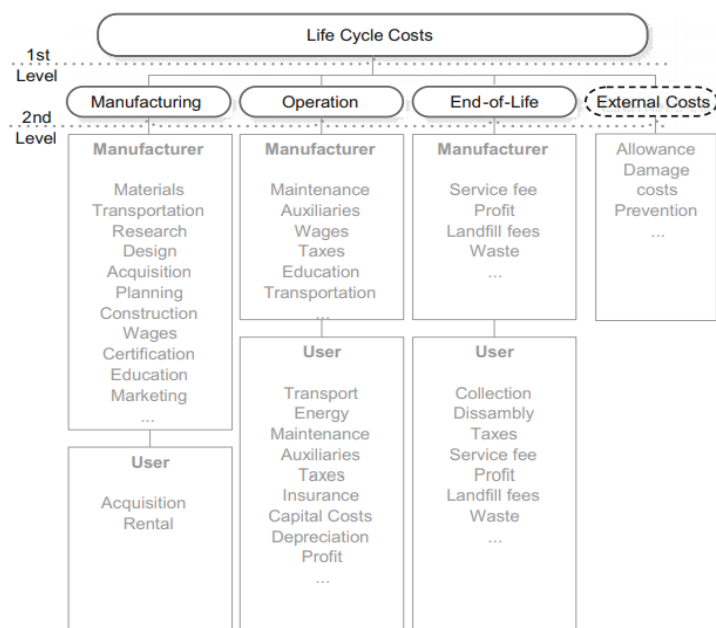 Life Cycle Costs
1st
Level
Manufacturing
Operation
End-of-Life
External Costs
2nd
Level
Manufacturer
Materials
Transportation
Research
Design
Acquisition
Planning
Construction
Wages
Certification
Education
Marketing
...
User
Acquisition
Rental
Manufacturer
Maintenance
Auxiliaries
Wages
Taxes
Education
Transportation
...
User
Transport
Energy
Maintenance
Auxiliaries
Taxes
Insurance
Capital Costs
Depreciation
Profit
...
Manufacturer
Service fee
Profit
Landfill fees
Waste
...
User
Collection
Dissambly
Taxes
Service fee
Profit
Landfill fees
Waste
...
Allowance
Damage
costs
Prevention
...